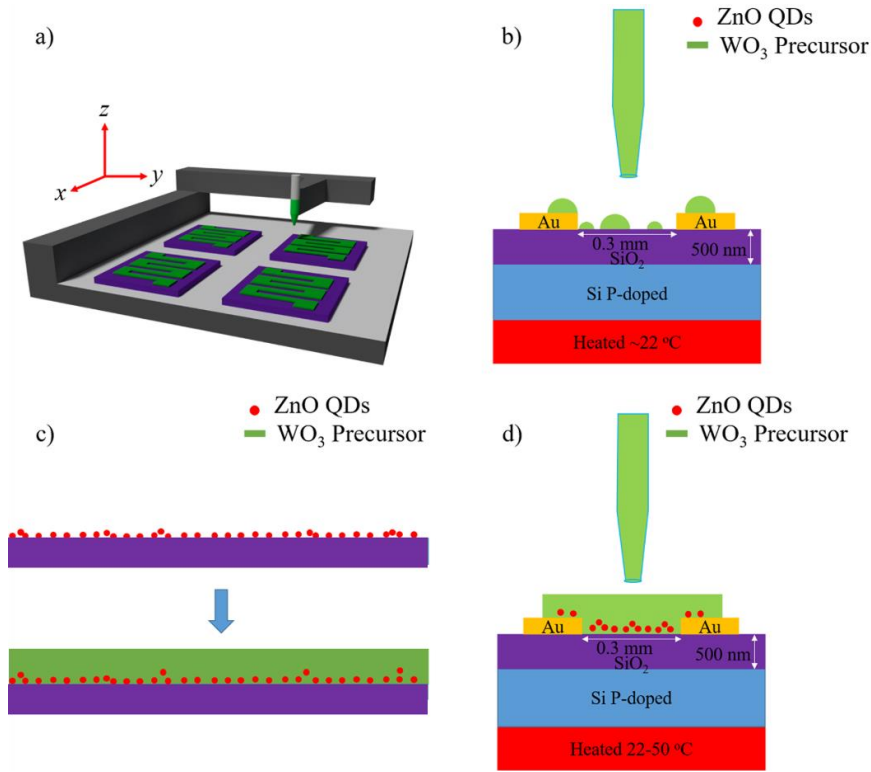 a)
z
x
y
b)
ZnO QDs
WO₃ Precursor
Au
Au
0.3 mm
SiO₂
500 nm
Si P-doped
Heated ~22 °C
c)
ZnO QDs
WO₃ Precursor
d)
ZnO QDs
WO₃ Precursor
Au
Au
0.3 mm
SiO₂
500 nm
Si P-doped
Heated 22-50 °C